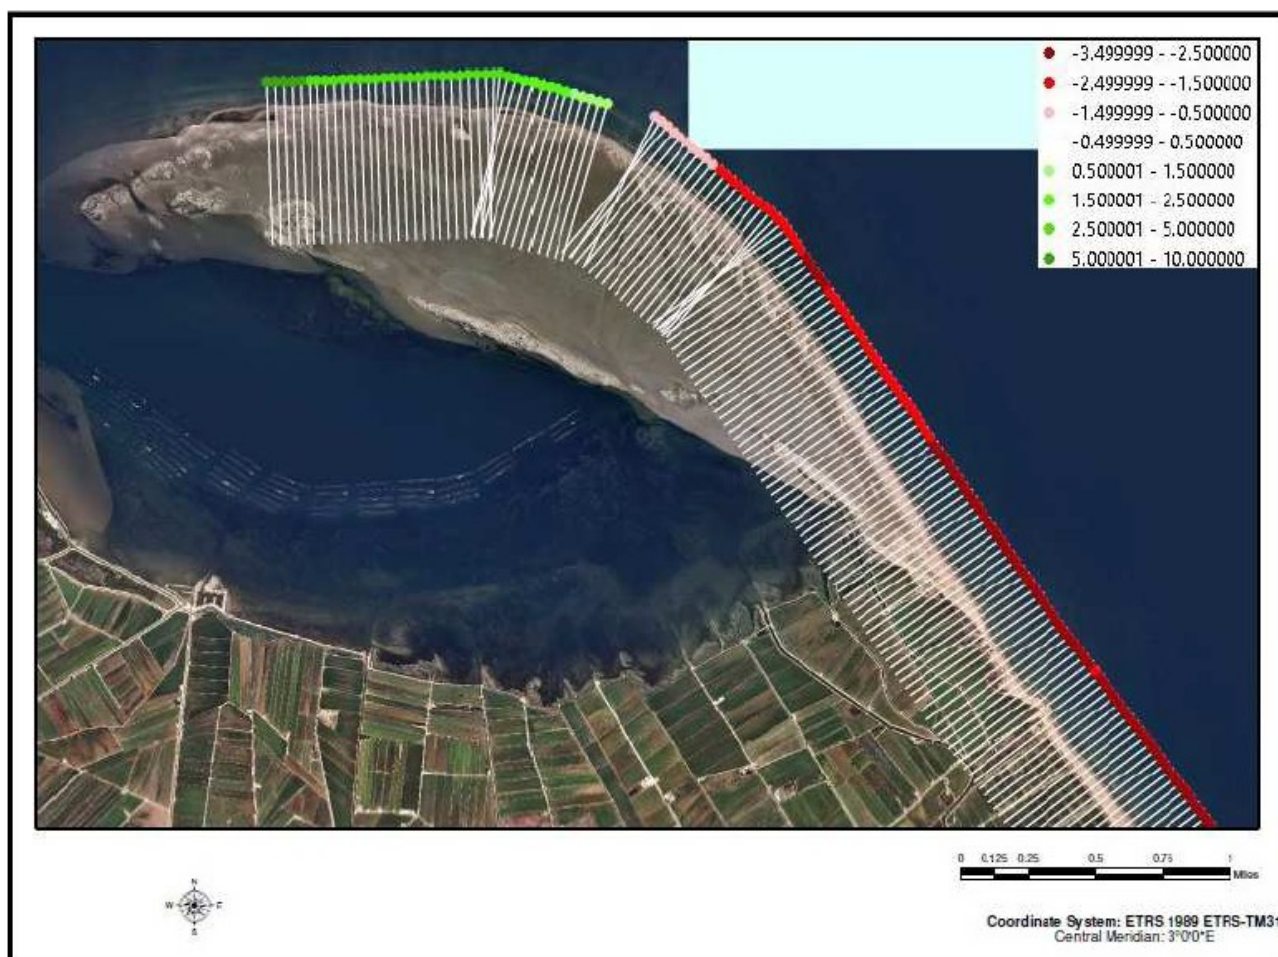 -3.499999 - -2.500000
-2.499999 - -1.500000
-1.499999 - -0.500000
-0.499999 - 0.500000
0.500001 - 1.500000
1.500001 - 2.500000
2.500001 - 5.000000
5.000001 - 10.000000
0 0.125 0.25 0.5 0.75 1
Miles
N
W E
S
Coordinate System: ETRS 1989 ETRS-TM31
Central Meridian: 3°0'0"E